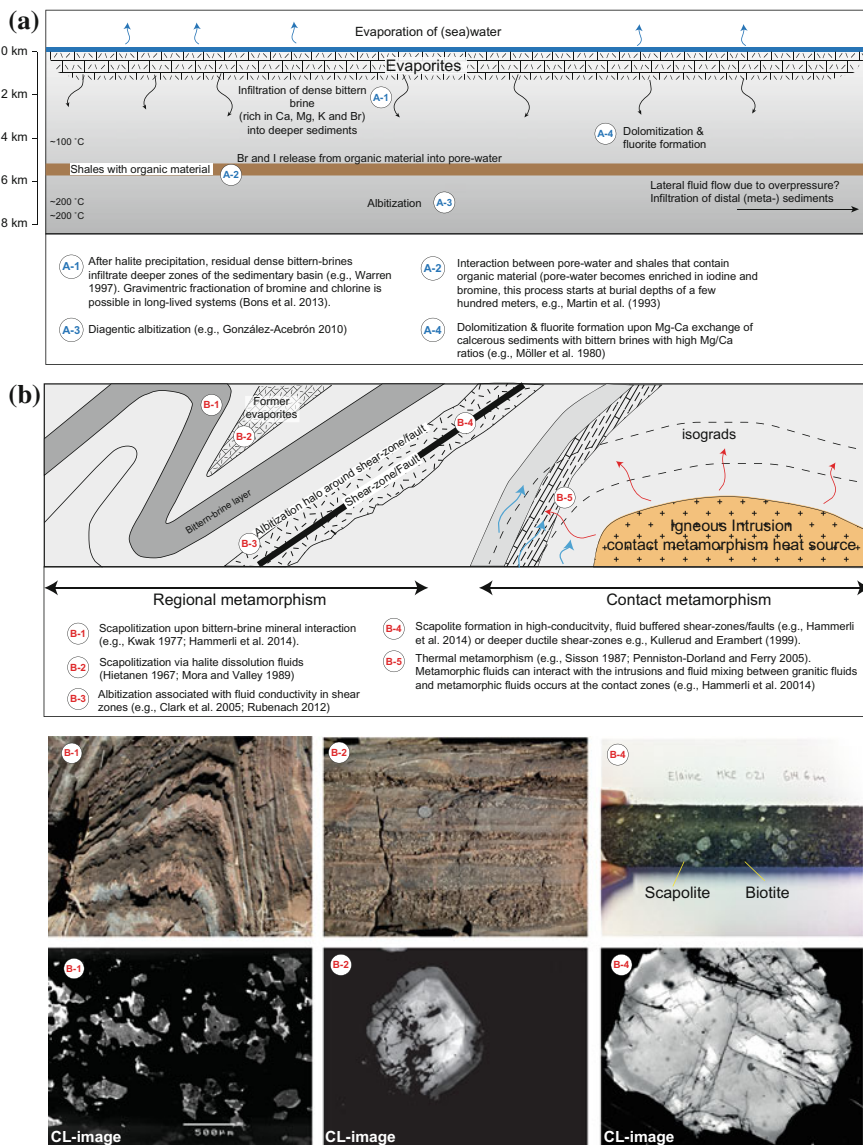 (a)
Evaporation of (sea)water
0 km
Evaporites
2 km
Infiltration of dense bittern
brine
(rich in Ca, Mg, K and Br)
into deeper sediments
A-1
4 km
~100 ˚C
A-4
Dolomitization &
fluorite formation
Br and I release from organic material into pore-water
Shales with organic material
A-2
6 km
~200 ˚C
~200 ˚C
Albitization
A-3
Lateral fluid flow due to overpressure?
Infiltration of distal (meta-) sediments
8 km
A-1
After halite precipitation, residual dense bittern-brines
infiltrate deeper zones of the sedimentary basin (e.g., Warren
1997). Gravimentric fractionation of bromine and chlorine is
possible in long-lived systems (Bons et al. 2013).
A-2
Interaction between pore-water and shales that contain
organic material (pore-water becomes enriched in iodine and
bromine, this process starts at burial depths of a few
hundred meters, e.g., Martin et al. (1993)
A-3
Diagentic albitization (e.g., González-Acebrón 2010)
A-4
Dolomitization & fluorite formation upon Mg-Ca exchange of
calcerous sediments with bittern brines with high Mg/Ca
ratios (e.g., Möller et al. 1980)
(b)
B-1
Former
evaporites
B-2
Bittern-brine layer
B-3
Albitization halo around shear-zone/fault
Shear-zone/Fault
B-4
B-5
isograds
Igneous Intrusion
contact metamorphism heat source
Regional metamorphism
Contact metamorphism
B-1
Scapolitization upon bittern-brine mineral interaction
(e.g., Kwak 1977; Hammerli et al. 2014).
B-2
Scapolitization via halite dissolution fluids
(Hietanen 1967; Mora and Valley 1989)
B-3
Albitization associated with fluid conductivity in shear
zones (e.g., Clark et al. 2005; Rubenach 2012)
B-4
Scapolite formation in high-conductivity, fluid buffered shear-zones/faults (e.g., Hammerli
et al. 2014) or deeper ductile shear-zones e.g., Kullerud and Erambert (1999).
B-5
Thermal metamorphism (e.g., Sisson 1987; Penniston-Dorland and Ferry 2005).
Metamorphic fluids can interact with the intrusions and fluid mixing between granitic fluids
and metamorphic fluids occurs at the contact zones (e.g., Hammerli et al. 20014)
B-1
B-2
B-4
Elaine MKE 021 614.6m
Scapolite
Biotite
B-1
500µm
CL-image
B-2
CL-image
B-4
CL-image